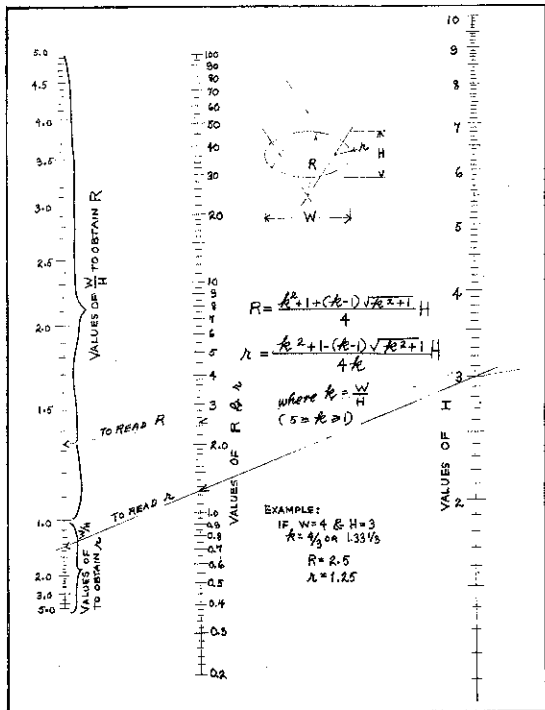 5.0
4.5
4.0
3.5
3.0
2.5
2.0
1.5
1.0
2.0
3.0
5.0
VALUES OF W/H TO OBTAIN R
VALUES OF W/H TO OBTAIN r
TO READ R
TO READ r
100
90
80
70
60
50
40
30
20
10
9
8
7
6
5
4
3
2.0
1.0
0.9
0.8
0.7
0.6
0.5
0.4
0.3
0.2
VALUES OF R & r
R
r
H
W
R = k²+1+(k-1)√k²+1 / 4 H
r = k²+1-(k-1)√k²+1 / 4k H
where k = W/H
(5 ≥ k ≥ 1)
EXAMPLE:
IF W=4 & H=3
k=4/3 OR 1.33 1/3
R=2.5
r=1.25
10
9
8
7
6
5
4
3
2
VALUES OF H